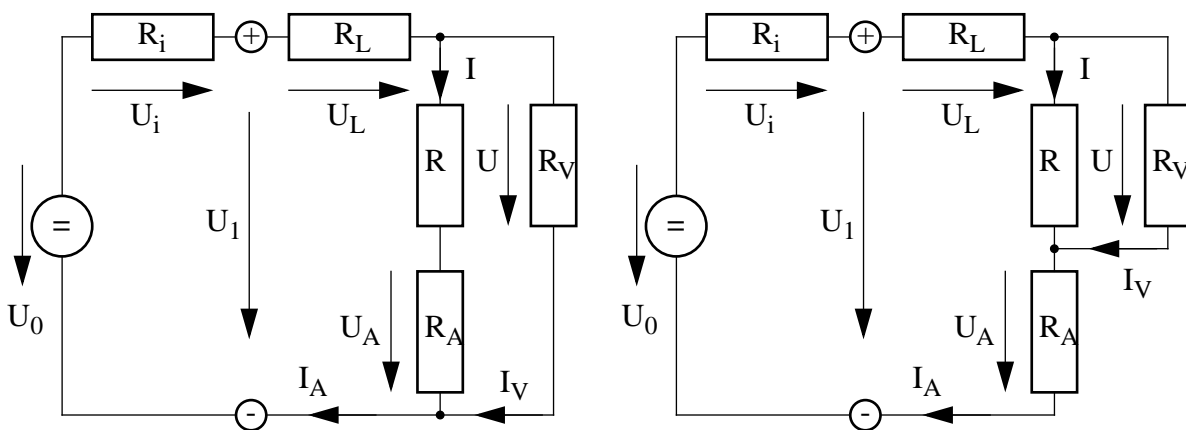 Rᵢ + R_L Rᵢ + R_L
I I
Uᵢ U_L Uᵢ U_L
R U R_V R U R_V
= U₁ = U₁
I_V
U₀ U_A R_A U₀ U_A R_A
I_A I_V I_A
- -